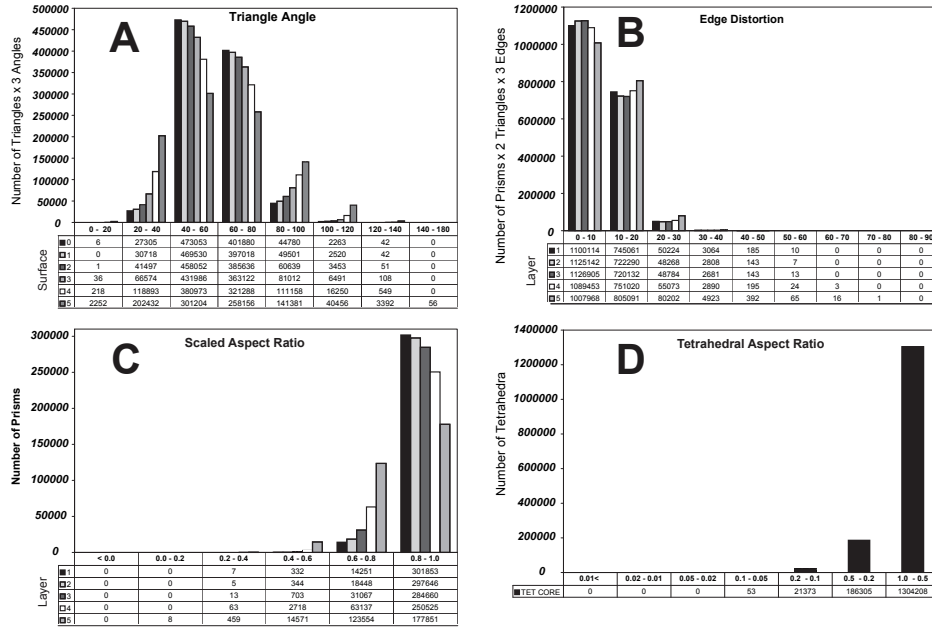 A
Triangle Angle
Number of Triangles x 3 Angles
500000
450000
400000
350000
300000
250000
200000
150000
100000
50000
0
0 - 20 20 - 40 40 - 60 60 - 80 80 - 100 100 - 120 120 - 140 140 - 180
Surface
0 6 27305 473053 401880 44780 2263 42 0
1 0 30718 469530 397018 49501 2520 42 0
2 1 41497 458052 385636 60639 3453 51 0
3 36 66574 431986 363122 81012 6491 108 0
4 218 118893 380973 321288 111158 16250 549 0
5 2252 202432 301204 258156 141381 40456 3392 56
B
Edge Distortion
Number of Prisms x 2 Triangles x 3 Edges
1200000
1000000
800000
600000
400000
200000
0
0 - 10 10 - 20 20 - 30 30 - 40 40 - 50 50 - 60 60 - 70 70 - 80 80 - 90
Layer
1 1100114 745061 50224 3064 185 10 0 0 0
2 1125142 722290 48268 2808 143 7 0 0 0
3 1126905 720132 48784 2681 143 13 0 0 0
4 1089453 751020 55073 2890 195 24 3 0 0
5 1007968 805091 80202 4923 392 65 16 1 0
C
Scaled Aspect Ratio
Number of Prisms
300000
250000
200000
150000
100000
50000
0
< 0.0 0.0 - 0.2 0.2 - 0.4 0.4 - 0.6 0.6 - 0.8 0.8 - 1.0
Layer
1 0 0 7 332 14251 301853
2 0 0 5 344 18448 297646
3 0 0 13 703 31067 284660
4 0 0 63 2718 63137 250525
5 0 8 459 14571 123554 177851
D
Tetrahedral Aspect Ratio
Number of Tetrahedra
1400000
1200000
1000000
800000
600000
400000
200000
0
0.01< 0.02 - 0.01 0.05 - 0.02 0.1 - 0.05 0.2 - 0.1 0.5 - 0.2 1.0 - 0.5
TET CORE 0 0 0 53 21373 186305 1304208